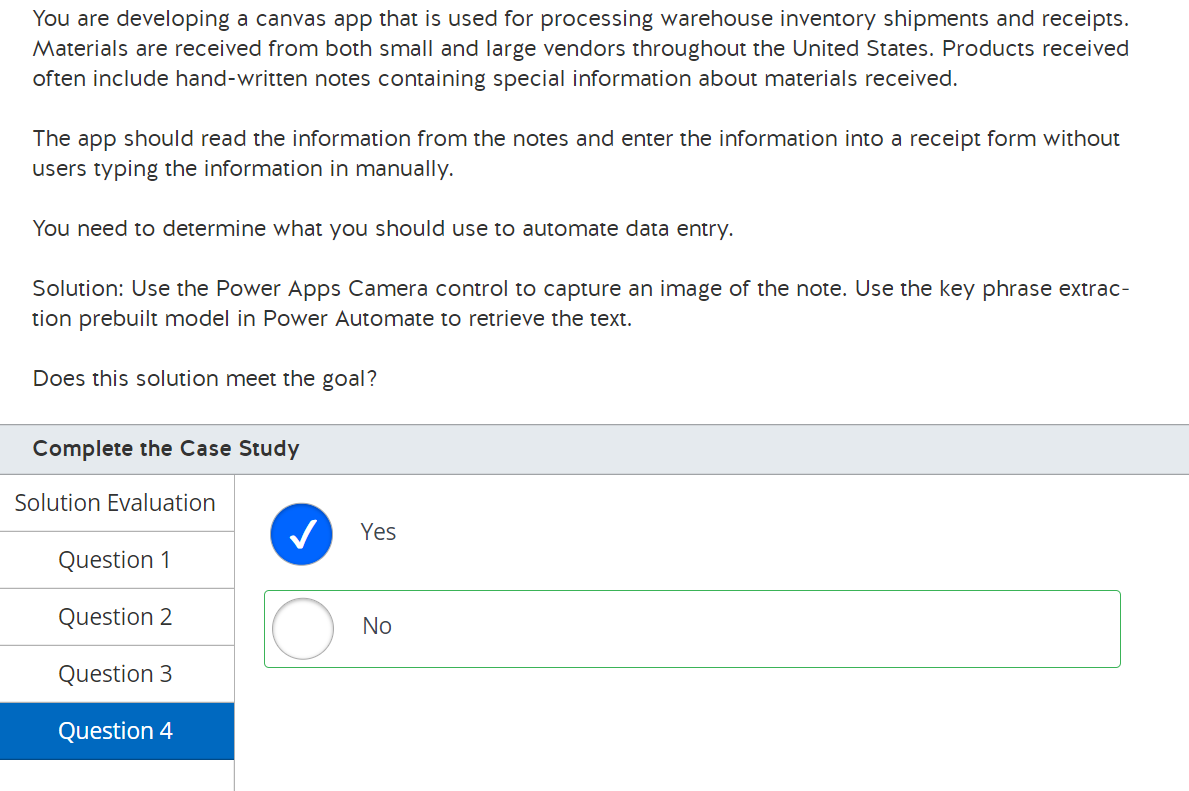 You are developing a canvas app that is used for processing warehouse inventory shipments and receipts.
Materials are received from both small and large vendors throughout the United States. Products received
often include hand-written notes containing special information about materials received.
The app should read the information from the notes and enter the information into a receipt form without
users typing the information in manually.
You need to determine what you should use to automate data entry.
Solution: Use the Power Apps Camera control to capture an image of the note. Use the key phrase extrac-
tion prebuilt model in Power Automate to retrieve the text.
Does this solution meet the goal?
Complete the Case Study
Solution Evaluation
Question 1
Question 2
Question 3
Question 4
Yes
No